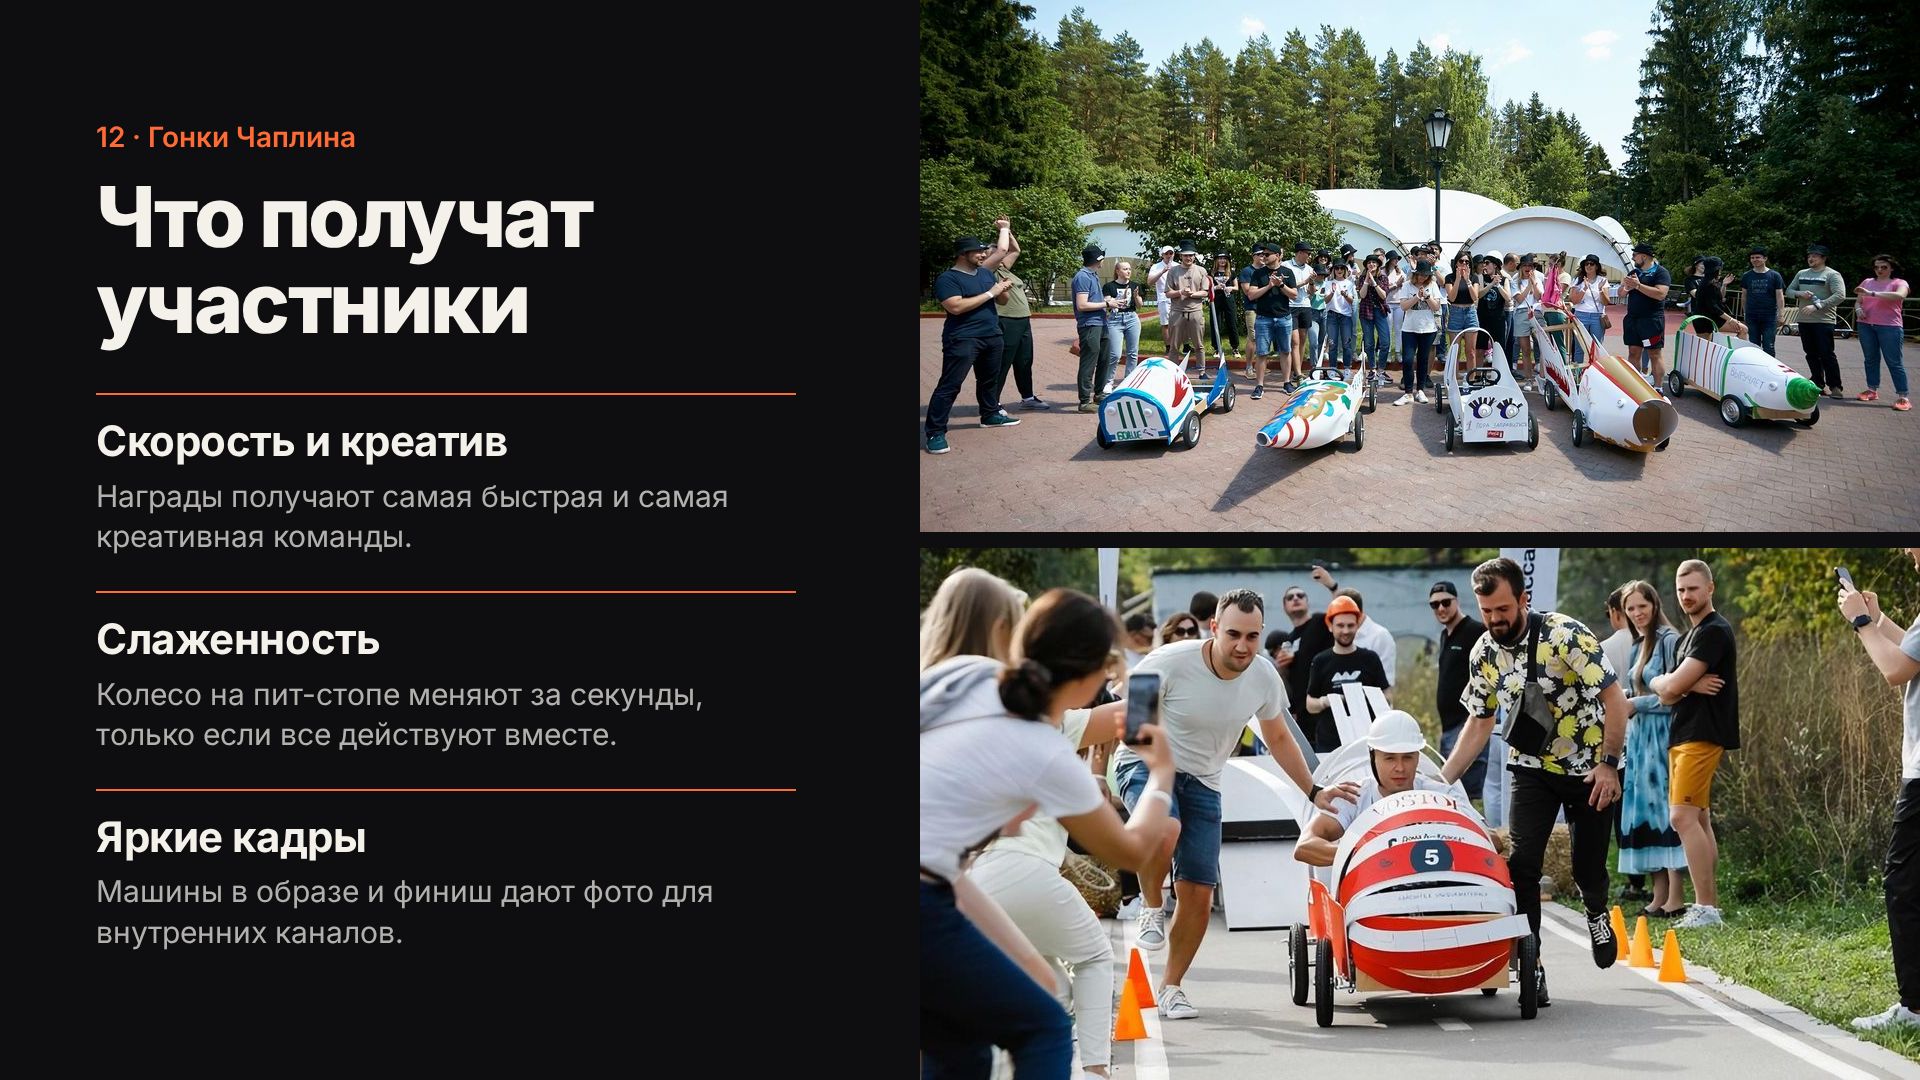 12 · Гонки Чаплина
Что получат
участники
Скорость и креатив
Награды получают самая быстрая и самая
креативная команды.
Слаженность
Колесо на пит-стопе меняют за секунды,
только если все действуют вместе.
Яркие кадры
Машины в образе и финиш дают фото для
внутренних каналов.
ВЫРУЧАЕТ
VOSTOK
5